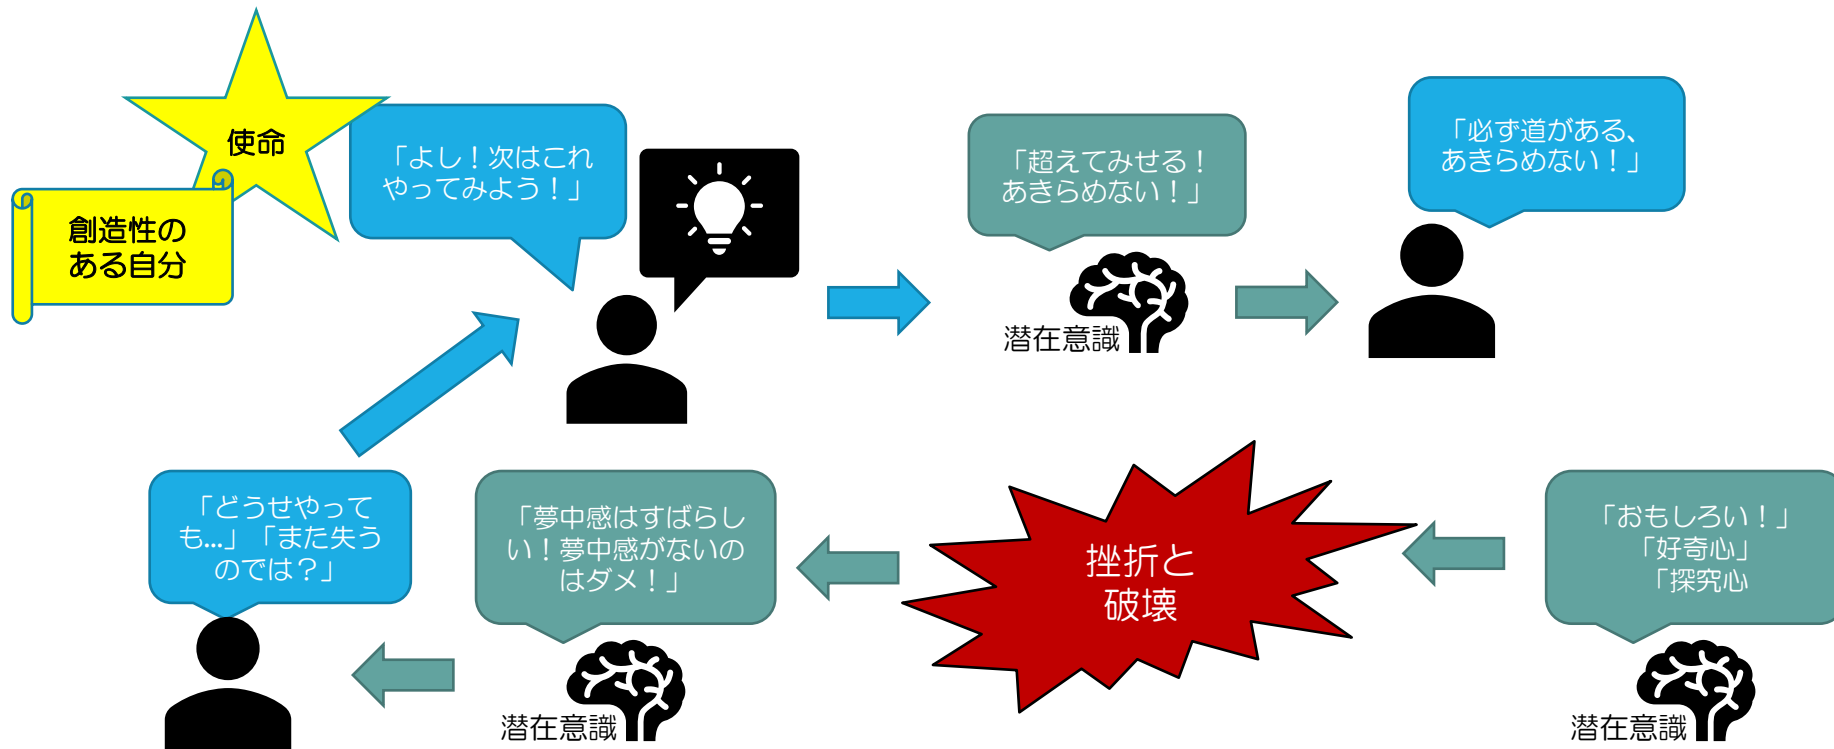 使命
創造性の
ある自分
「よし！次はこれ
やってみよう！」
「超えてみせる！
あきらめない！」
潜在意識
「必ず道がある、
あきらめない！」
「おもしろい！」
「好奇心」
「探究心
潜在意識
挫折と
破壊
「夢中感はすばらし
い！夢中感がないの
はダメ！」
潜在意識
「どうせやって
も...」「また失う
のでは？」